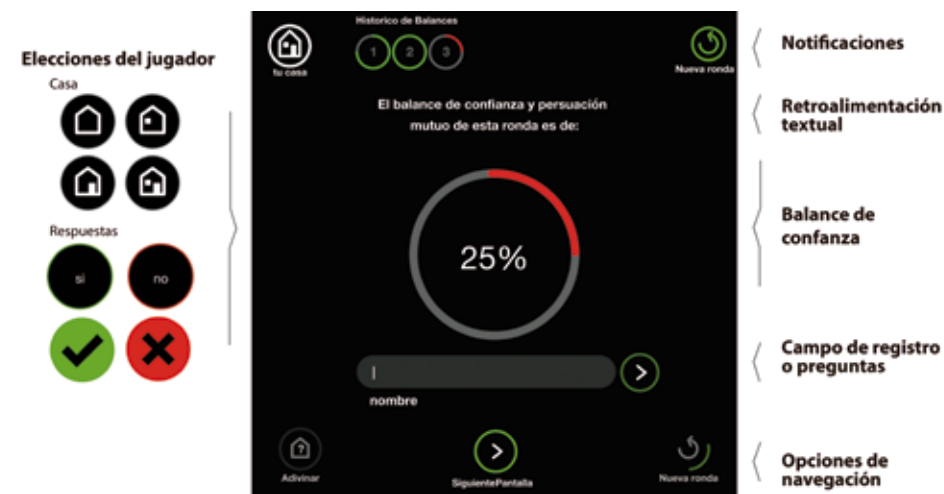 Elecciones del jugador
Casa
Respuestas
si
no
Historico de Balances
1 2 3
tu casa
Nueva ronda
El balance de confianza y persuación
mutuo de esta ronda es de:
25%
nombre
Adivinar
SiguientePantalla
Nueva ronda
Notificaciones
Retroalimentación
textual
Balance de
confanza
Campo de registro
o preguntas
Opciones de
navegación